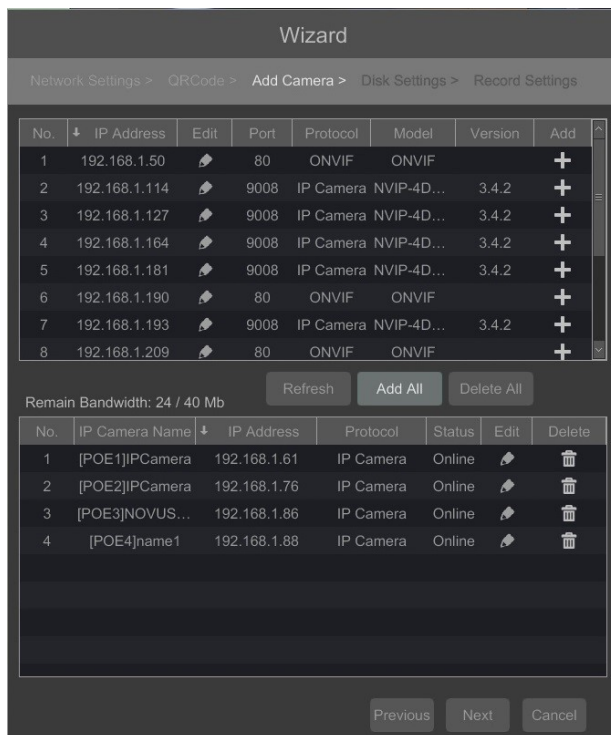 Wizard
Network Settings > QRCode > Add Camera > Disk Settings > Record Settings
No. IP Address Edit Port Protocol Model Version Add
1 192.168.1.50 80 ONVIF ONVIF
2 192.168.1.114 9008 IP Camera NVIP-4D... 3.4.2
3 192.168.1.127 9008 IP Camera NVIP-4D... 3.4.2
4 192.168.1.164 9008 IP Camera NVIP-4D... 3.4.2
5 192.168.1.181 9008 IP Camera NVIP-4D... 3.4.2
6 192.168.1.190 80 ONVIF ONVIF
7 192.168.1.193 9008 IP Camera NVIP-4D... 3.4.2
8 192.168.1.209 80 ONVIF ONVIF
Remain Bandwidth: 24 / 40 Mb Refresh Add All Delete All
No. IP Camera Name IP Address Protocol Status Edit Delete
1 [POE1]IPCamera 192.168.1.61 IP Camera Online
2 [POE2]IPCamera 192.168.1.76 IP Camera Online
3 [POE3]NOVUS... 192.168.1.86 IP Camera Online
4 [POE4]name1 192.168.1.88 IP Camera Online
Previous Next Cancel